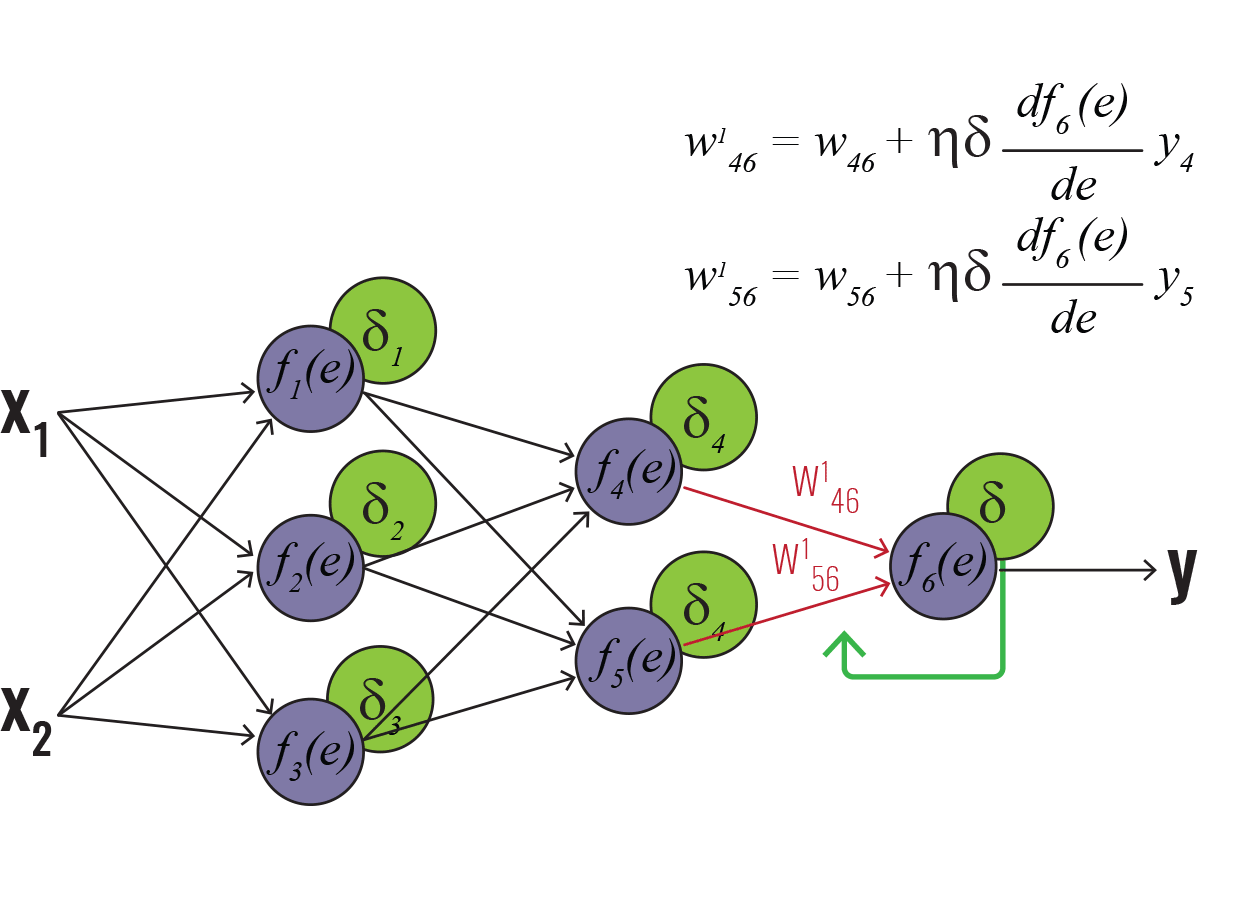 w¹₄₆ = w₄₆ + ηδ df₆(e)/de y₄
w¹₅₆ = w₅₆ + ηδ df₆(e)/de y₅
δ₁
f₁(e)
x₁
δ₄
f₄(e)
W¹₄₆
δ₂
f₂(e)
δ
f₆(e)
y
W¹₅₆
δ₄
f₅(e)
x₂
δ₃
f₃(e)